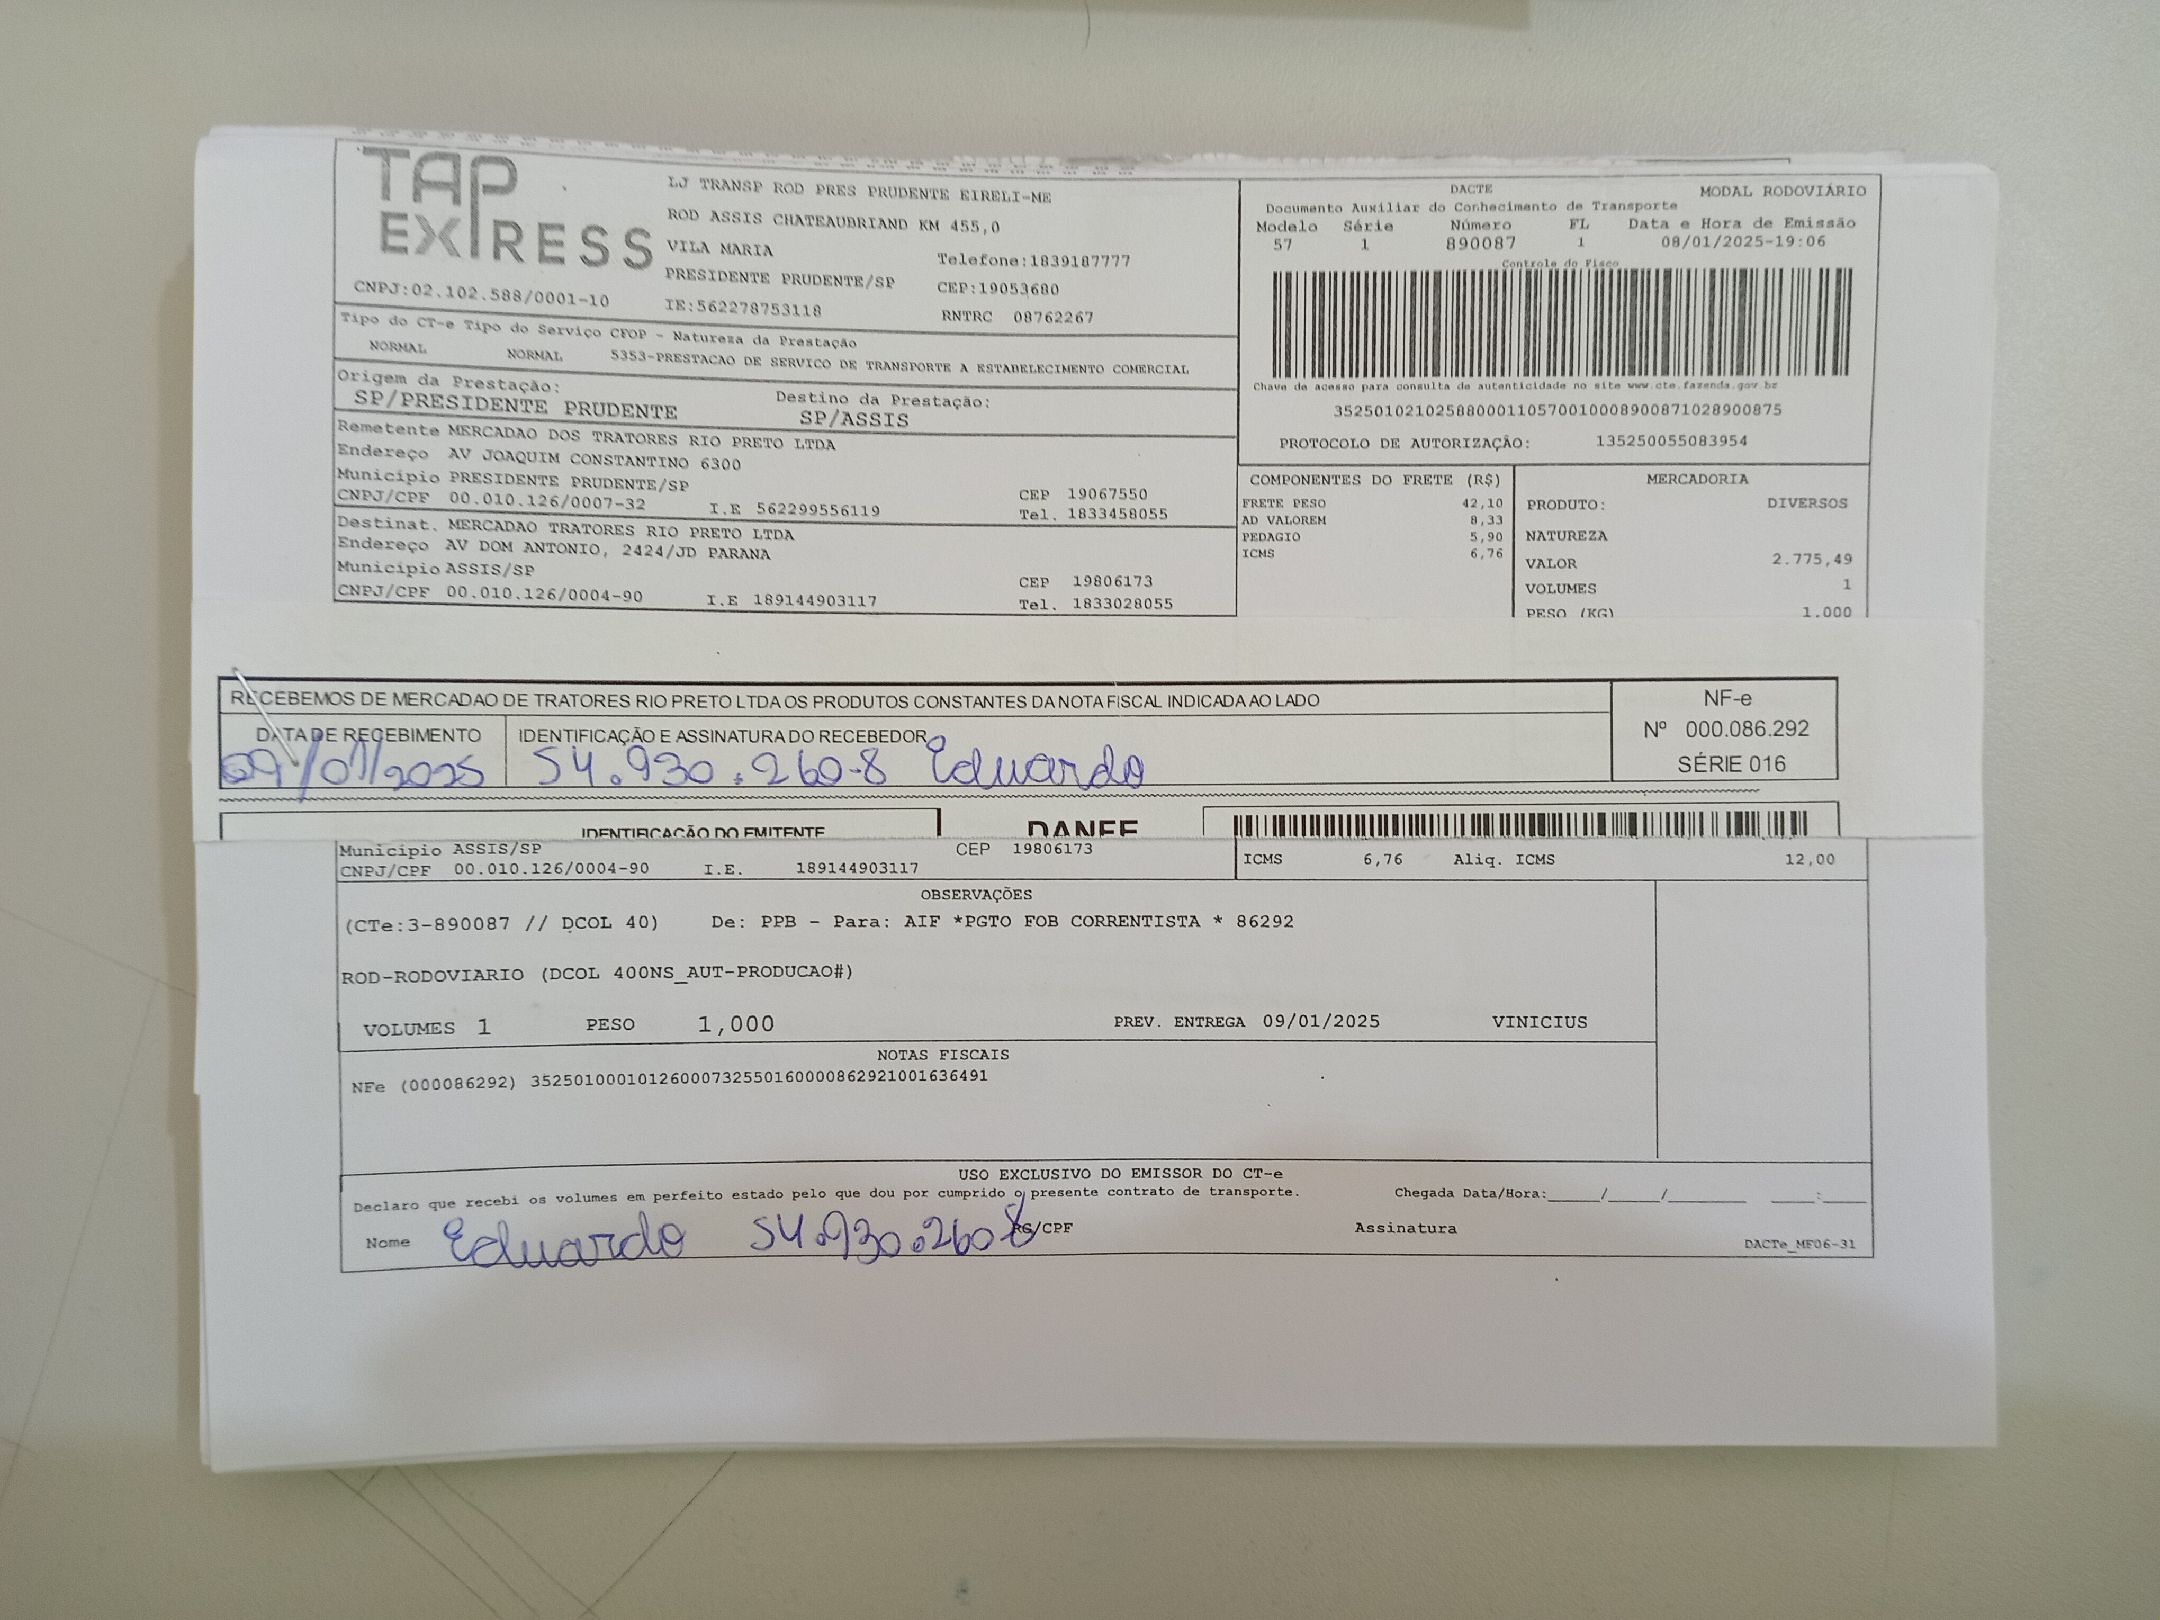 TAP EXPRESS
LJ TRANSP ROD PRES PRUDENTE EIRELI-ME
ROD ASSIS CHATEAUBRIAND KM 455,0
VILA MARIA
Telefone:1839187777
PRESIDENTE PRUDENTE/SP
CEP:19053680
CNPJ:02.102.588/0001-10
IE:562278753118
RNTRC 08762267
DACTE
MODAL RODOVIÁRIO
Documento Auxiliar do Conhecimento de Transporte
Modelo Série Número FL Data e Hora de Emissão
57 1 890087 1 08/01/2025-19:06
Controle do Fisco
Chave de acesso para consulta de autenticidade no site www.cte.fazenda.gov.br
35250102102588000110570010008900871028900875
PROTOCOLO DE AUTORIZAÇÃO: 135250055083954
Tipo do CT-e Tipo do Serviço CFOP - Natureza da Prestação
NORMAL NORMAL 5353-PRESTACAO DE SERVICO DE TRANSPORTE A ESTABELECIMENTO COMERCIAL
Origem da Prestação: Destino da Prestação:
SP/PRESIDENTE PRUDENTE SP/ASSIS
Remetente MERCADAO DOS TRATORES RIO PRETO LTDA
Endereço AV JOAQUIM CONSTANTINO 6300
Município PRESIDENTE PRUDENTE/SP CEP 19067550
CNPJ/CPF 00.010.126/0007-32 I.E 562299556119 Tel. 1833458055
Destinat. MERCADAO TRATORES RIO PRETO LTDA
Endereço AV DOM ANTONIO, 2424/JD PARANA
Município ASSIS/SP CEP 19806173
CNPJ/CPF 00.010.126/0004-90 I.E 189144903117 Tel. 1833028055
COMPONENTES DO FRETE (R$)
FRETE PESO 42,10
AD VALOREM 8,33
PEDAGIO 5,90
ICMS 6,76
MERCADORIA
PRODUTO: DIVERSOS
NATUREZA
VALOR 2.775,49
VOLUMES 1
PESO (KG) 1.000
RECEBEMOS DE MERCADAO DE TRATORES RIO PRETO LTDA OS PRODUTOS CONSTANTES DA NOTA FISCAL INDICADA AO LADO
DATA DE RECEBIMENTO IDENTIFICAÇÃO E ASSINATURA DO RECEBEDOR
09/01/2025 54.930.260-8 Eduardo
NF-e
Nº 000.086.292
SÉRIE 016
IDENTIFICAÇÃO DO EMITENTE DANFE
Município ASSIS/SP CEP 19806173
CNPJ/CPF 00.010.126/0004-90 I.E. 189144903117
ICMS 6,76 Aliq. ICMS 12,00
OBSERVAÇÕES
(CTe:3-890087 // DCOL 40) De: PPB - Para: AIF *PGTO FOB CORRENTISTA * 86292
ROD-RODOVIARIO (DCOL 400NS_AUT-PRODUCAO#)
VOLUMES 1 PESO 1,000 PREV. ENTREGA 09/01/2025 VINICIUS
NOTAS FISCAIS
NFe (000086292) 35250100010126000732550160000862921001636491
USO EXCLUSIVO DO EMISSOR DO CT-e
Declaro que recebi os volumes em perfeito estado pelo que dou por cumprido o presente contrato de transporte. Chegada Data/Hora:_____/_____/_______ ____:____
Nome Eduardo 54.930.260 8 RG/CPF Assinatura
DACTe_MF06-31